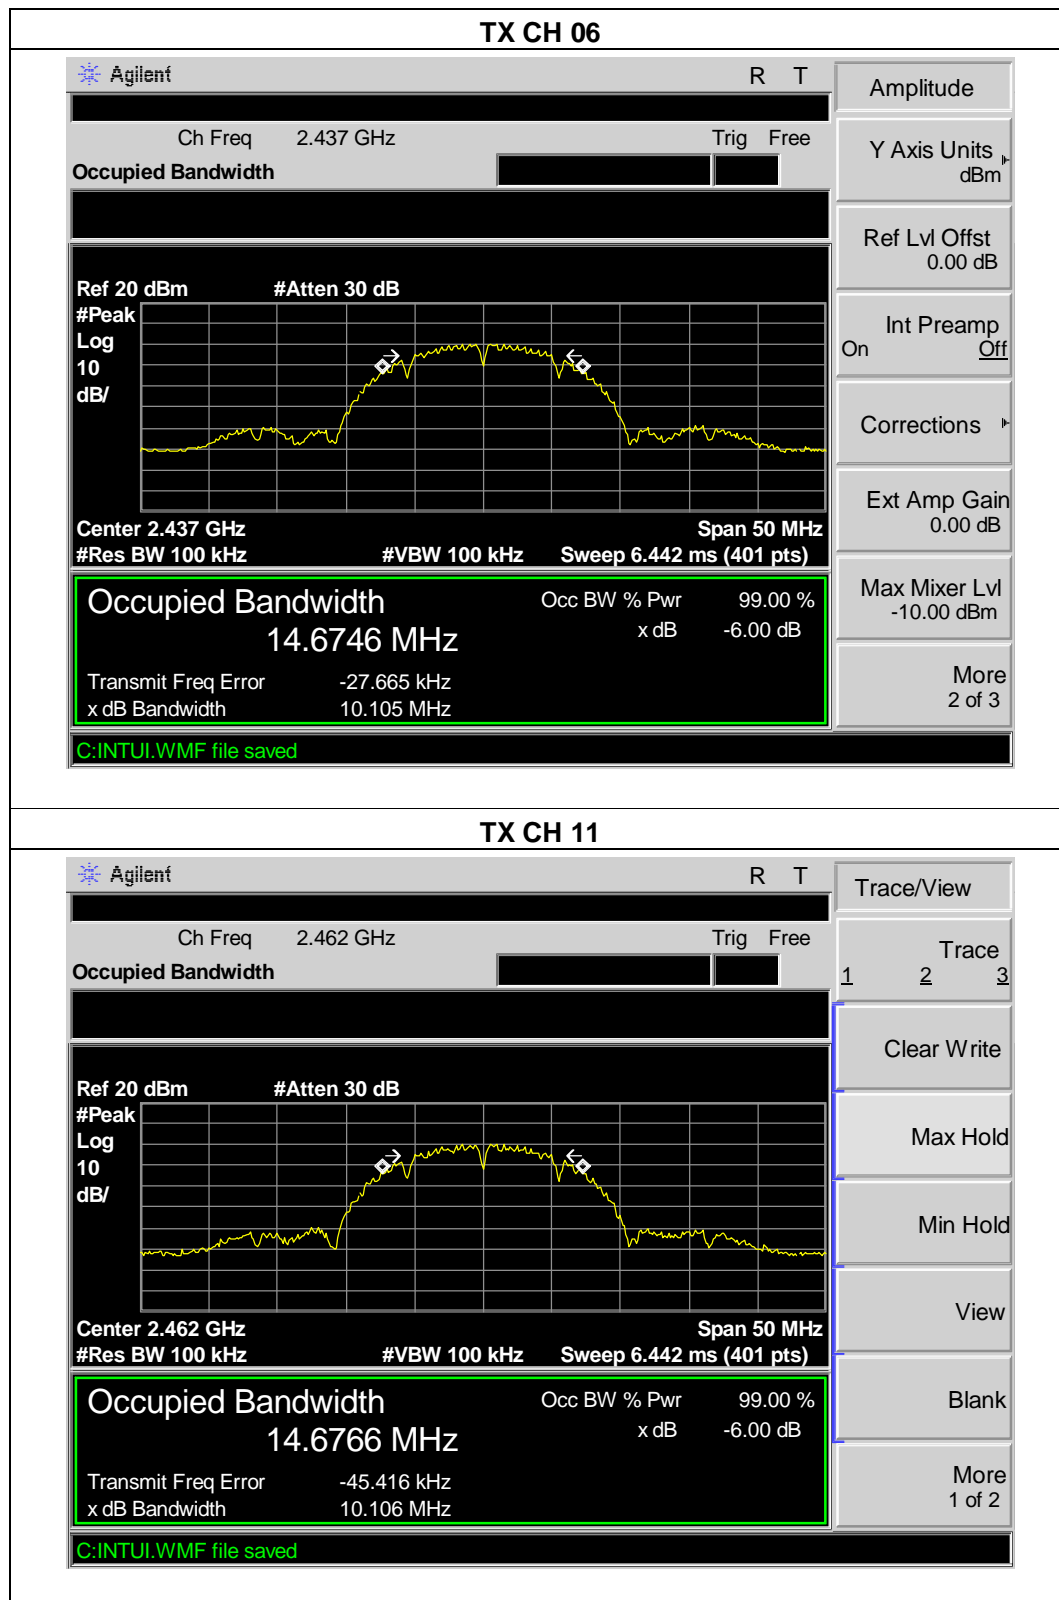 TX CH 06
Agilent R T
Ch Freq 2.437 GHz Trig Free
Occupied Bandwidth
Ref 20 dBm #Atten 30 dB
#Peak
Log
10
dB/
Center 2.437 GHz Span 50 MHz
#Res BW 100 kHz #VBW 100 kHz Sweep 6.442 ms (401 pts)
Occupied Bandwidth Occ BW % Pwr 99.00 %
14.6746 MHz x dB -6.00 dB
Transmit Freq Error -27.665 kHz
x dB Bandwidth 10.105 MHz
C:INTUI.WMF file saved
Amplitude
Y Axis Units
dBm
Ref Lvl Offst
0.00 dB
Int Preamp
On Off
Corrections
Ext Amp Gain
0.00 dB
Max Mixer Lvl
-10.00 dBm
More
2 of 3
TX CH 11
Agilent R T
Ch Freq 2.462 GHz Trig Free
Occupied Bandwidth
Ref 20 dBm #Atten 30 dB
#Peak
Log
10
dB/
Center 2.462 GHz Span 50 MHz
#Res BW 100 kHz #VBW 100 kHz Sweep 6.442 ms (401 pts)
Occupied Bandwidth Occ BW % Pwr 99.00 %
14.6766 MHz x dB -6.00 dB
Transmit Freq Error -45.416 kHz
x dB Bandwidth 10.106 MHz
C:INTUI.WMF file saved
Trace/View
Trace
1 2 3
Clear Write
Max Hold
Min Hold
View
Blank
More
1 of 2